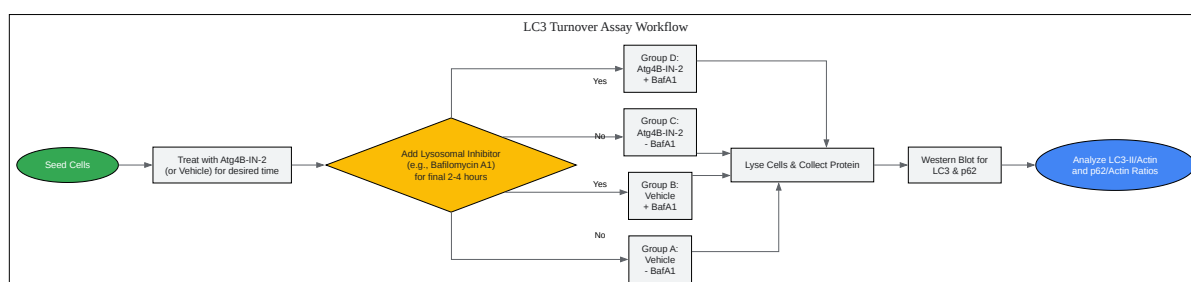 LC3 Turnover Assay Workflow
Seed Cells
Treat with Atg4B-IN-2
(or Vehicle) for desired time
Add Lysosomal Inhibitor
(e.g., Bafilomycin A1)
for final 2-4 hours
Yes
No
Yes
No
Group D:
Atg4B-IN-2
+ BafA1
Group C:
Atg4B-IN-2
- BafA1
Group B:
Vehicle
+ BafA1
Group A:
Vehicle
- BafA1
Lyse Cells & Collect Protein
Western Blot for
LC3 & p62
Analyze LC3-II/Actin
and p62/Actin Ratios